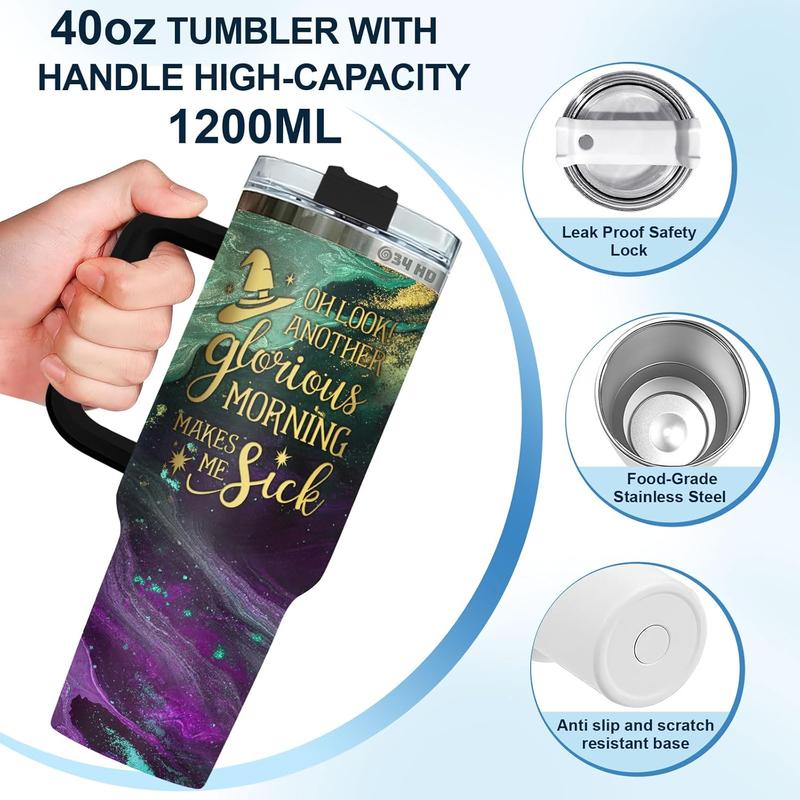 40oz TUMBLER WITH
HANDLE HIGH-CAPACITY
1200ML
34 HD
OH LOOK!
ANOTHER
glorious
MORNING
MAKES
ME Sick
Leak Proof Safety
Lock
Food-Grade
Stainless Steel
Anti slip and scratch
resistant base